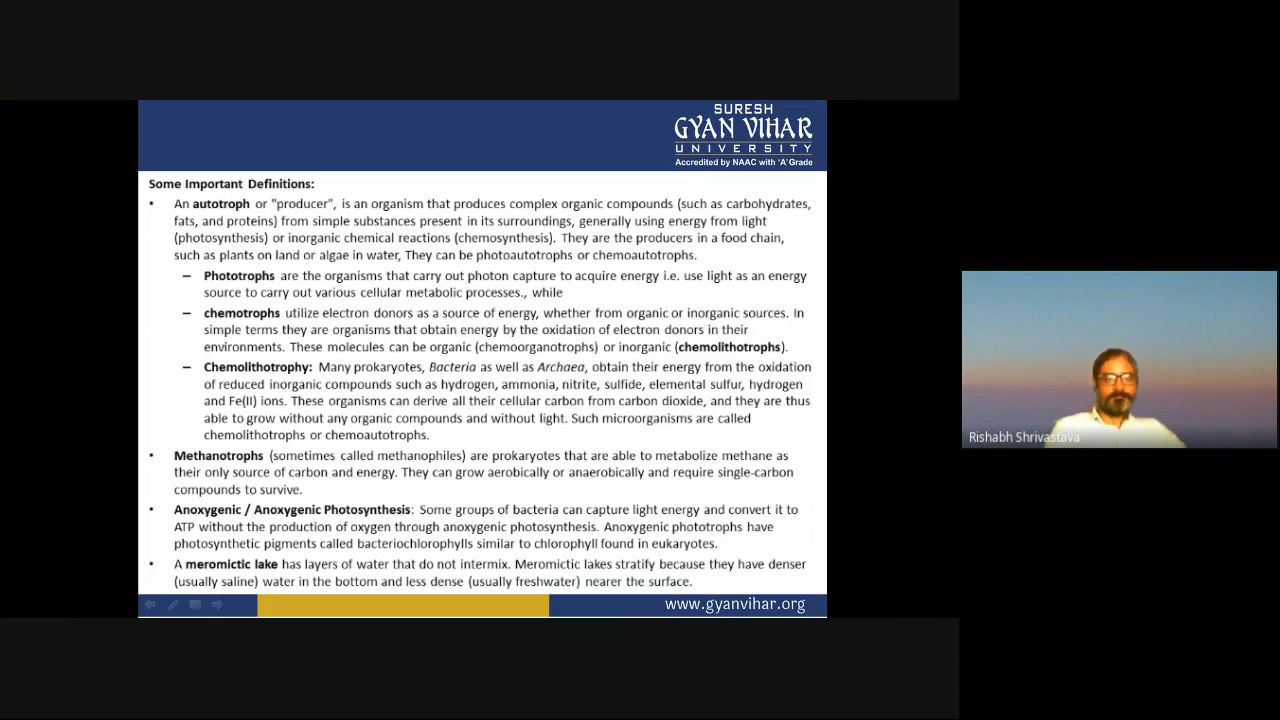 SURESH
GYAN VIHAR
UNIVERSITY
Accredited by NAAC with 'A' Grade
Some Important Definitions:
• An autotroph or "producer", is an organism that produces complex organic compounds (such as carbohydrates,
fats, and proteins) from simple substances present in its surroundings, generally using energy from light
(photosynthesis) or inorganic chemical reactions (chemosynthesis). They are the producers in a food chain,
such as plants on land or algae in water, They can be photoautotrophs or chemoautotrophs.
– Phototrophs are the organisms that carry out photon capture to acquire energy i.e. use light as an energy
source to carry out various cellular metabolic processes., while
– chemotrophs utilize electron donors as a source of energy, whether from organic or inorganic sources. In
simple terms they are organisms that obtain energy by the oxidation of electron donors in their
environments. These molecules can be organic (chemoorganotrophs) or inorganic (chemolithotrophs).
– Chemolithotrophy: Many prokaryotes, Bacteria as well as Archaea, obtain their energy from the oxidation
of reduced inorganic compounds such as hydrogen, ammonia, nitrite, sulfide, elemental sulfur, hydrogen
and Fe(II) ions. These organisms can derive all their cellular carbon from carbon dioxide, and they are thus
able to grow without any organic compounds and without light. Such microorganisms are called
chemolithotrophs or chemoautotrophs.
• Methanotrophs (sometimes called methanophiles) are prokaryotes that are able to metabolize methane as
their only source of carbon and energy. They can grow aerobically or anaerobically and require single-carbon
compounds to survive.
• Anoxygenic / Anoxygenic Photosynthesis: Some groups of bacteria can capture light energy and convert it to
ATP without the production of oxygen through anoxygenic photosynthesis. Anoxygenic phototrophs have
photosynthetic pigments called bacteriochlorophylls similar to chlorophyll found in eukaryotes.
• A meromictic lake has layers of water that do not intermix. Meromictic lakes stratify because they have denser
(usually saline) water in the bottom and less dense (usually freshwater) nearer the surface.
www.gyanvihar.org
Rishabh Shrivastava